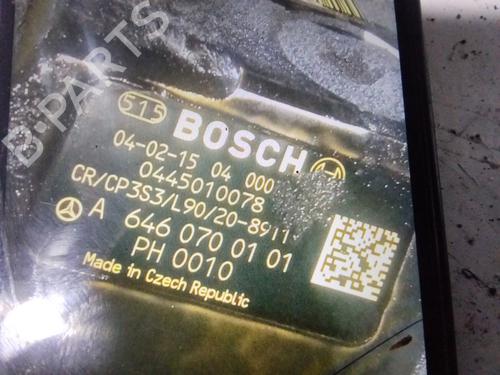 B-PARTS
515 BOSCH
04-02-15 04 000
0445010078
CR/CP3S3/L90/20-8911
A 646 070 01 01
PH 0010
Made in Czech Republic